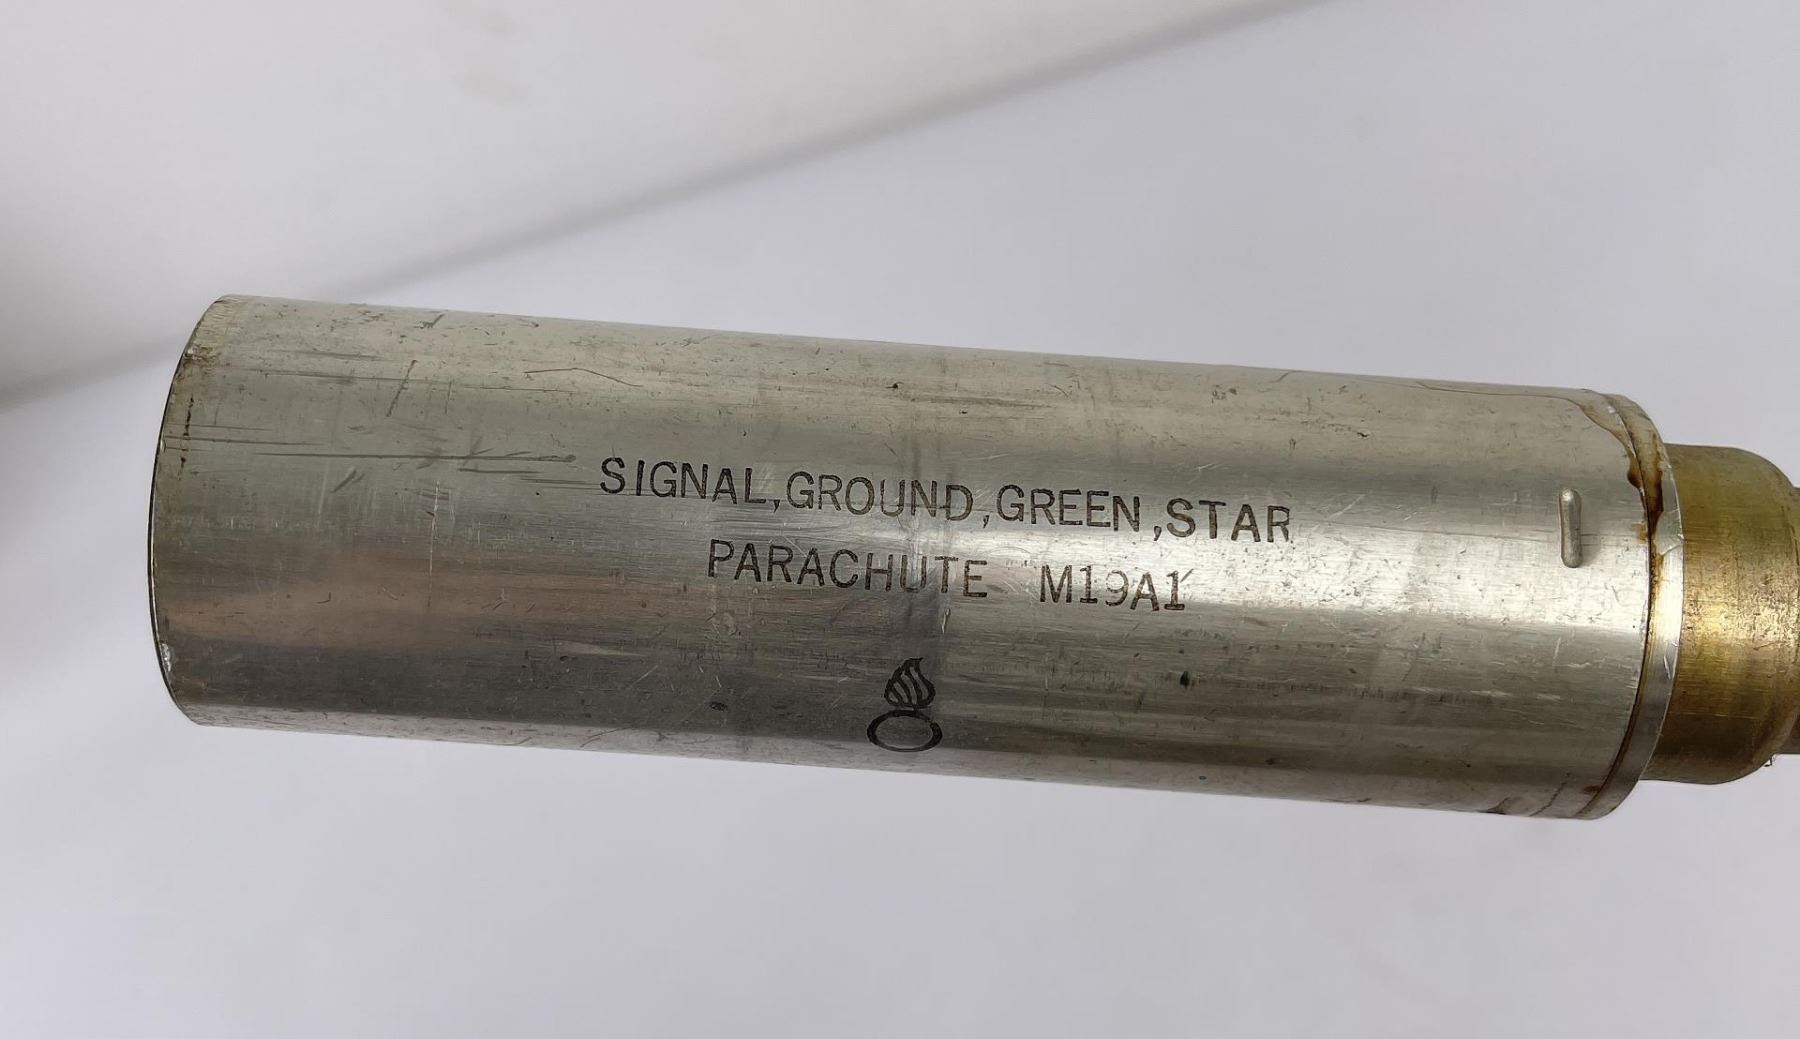 SIGNAL,GROUND,GREEN,STAR
PARACHUTE M19A1